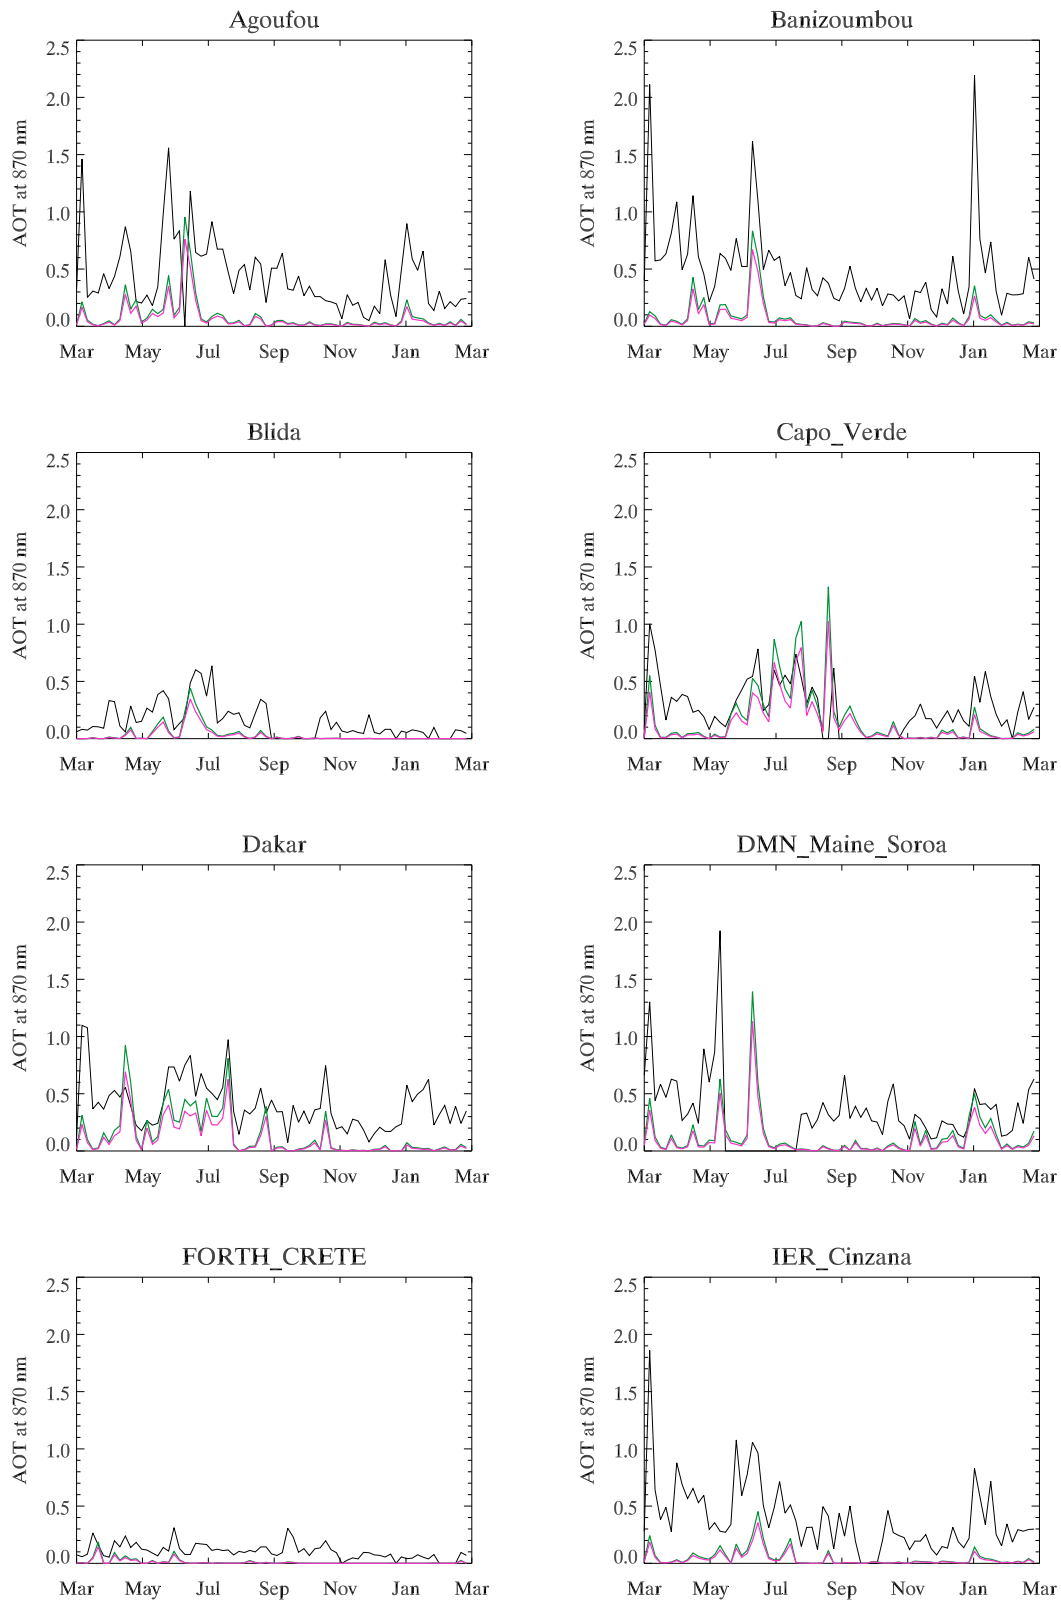 Agoufou
2.5
2.0
1.5
1.0
0.5
0.0
AOT at 870 nm
Mar May Jul Sep Nov Jan Mar
Banizoumbou
2.5
2.0
1.5
1.0
0.5
0.0
AOT at 870 nm
Mar May Jul Sep Nov Jan Mar
Blida
2.5
2.0
1.5
1.0
0.5
0.0
AOT at 870 nm
Mar May Jul Sep Nov Jan Mar
Capo_Verde
2.5
2.0
1.5
1.0
0.5
0.0
AOT at 870 nm
Mar May Jul Sep Nov Jan Mar
Dakar
2.5
2.0
1.5
1.0
0.5
0.0
AOT at 870 nm
Mar May Jul Sep Nov Jan Mar
DMN_Maine_Soroa
2.5
2.0
1.5
1.0
0.5
0.0
AOT at 870 nm
Mar May Jul Sep Nov Jan Mar
FORTH_CRETE
2.5
2.0
1.5
1.0
0.5
0.0
AOT at 870 nm
Mar May Jul Sep Nov Jan Mar
IER_Cinzana
2.5
2.0
1.5
1.0
0.5
0.0
AOT at 870 nm
Mar May Jul Sep Nov Jan Mar